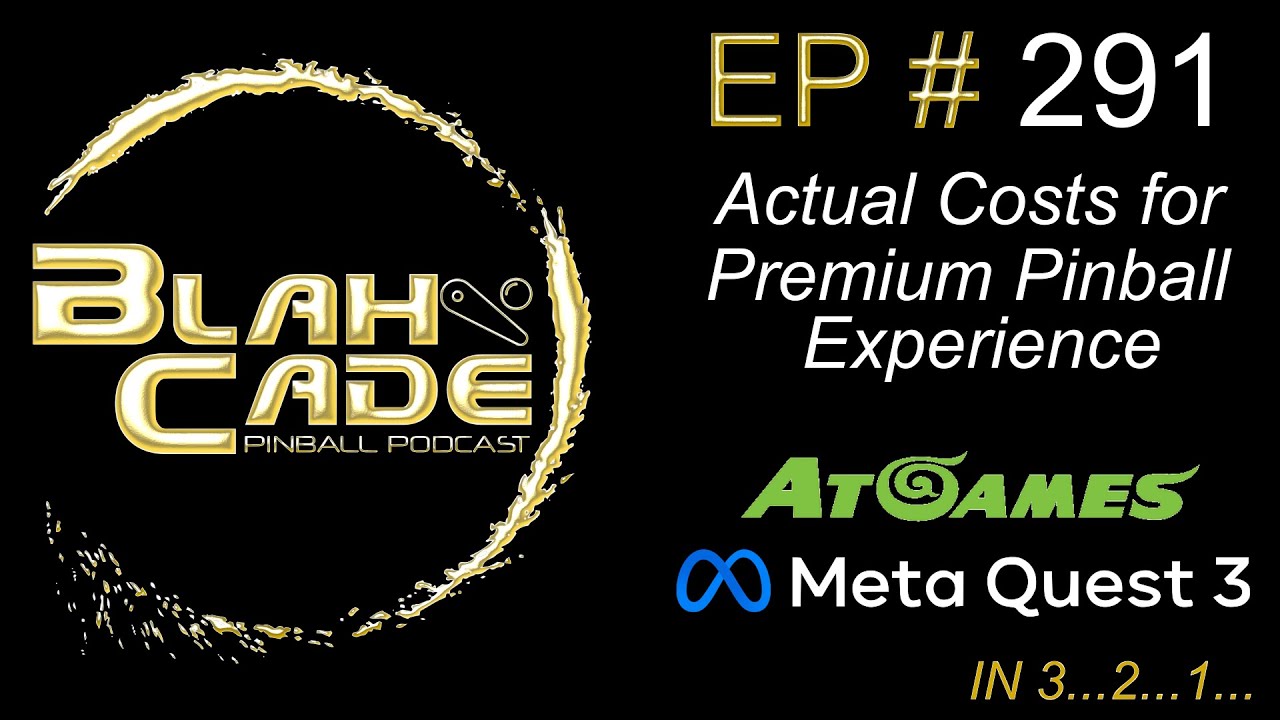 BLAH
CADE
PINBALL PODCAST
EP # 291
Actual Costs for
Premium Pinball
Experience
ATGAMES
Meta Quest 3
IN 3...2...1...